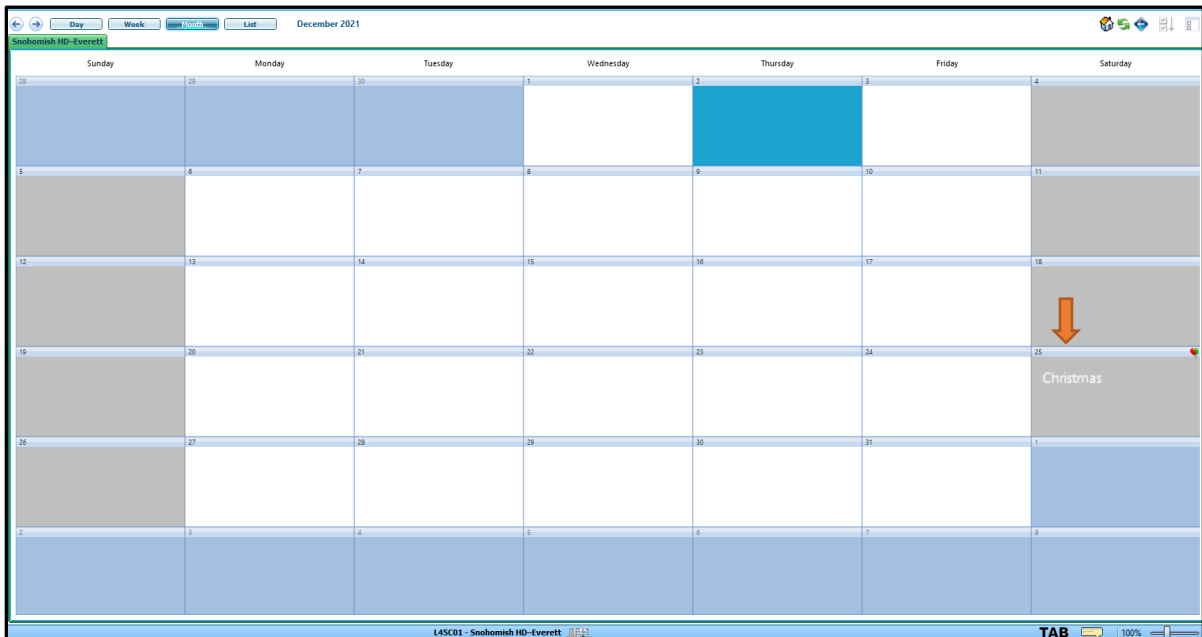 Day Week Month List December 2021
Snohomish HD–Everett
Sunday Monday Tuesday Wednesday Thursday Friday Saturday
28 29 30 1 2 3 4
5 6 7 8 9 10 11
12 13 14 15 16 17 18
19 20 21 22 23 24 25
Christmas
26 27 28 29 30 31 1
2 3 4 5 6 7 8
L45C01 - Snohomish HD–Everett TAB 100%